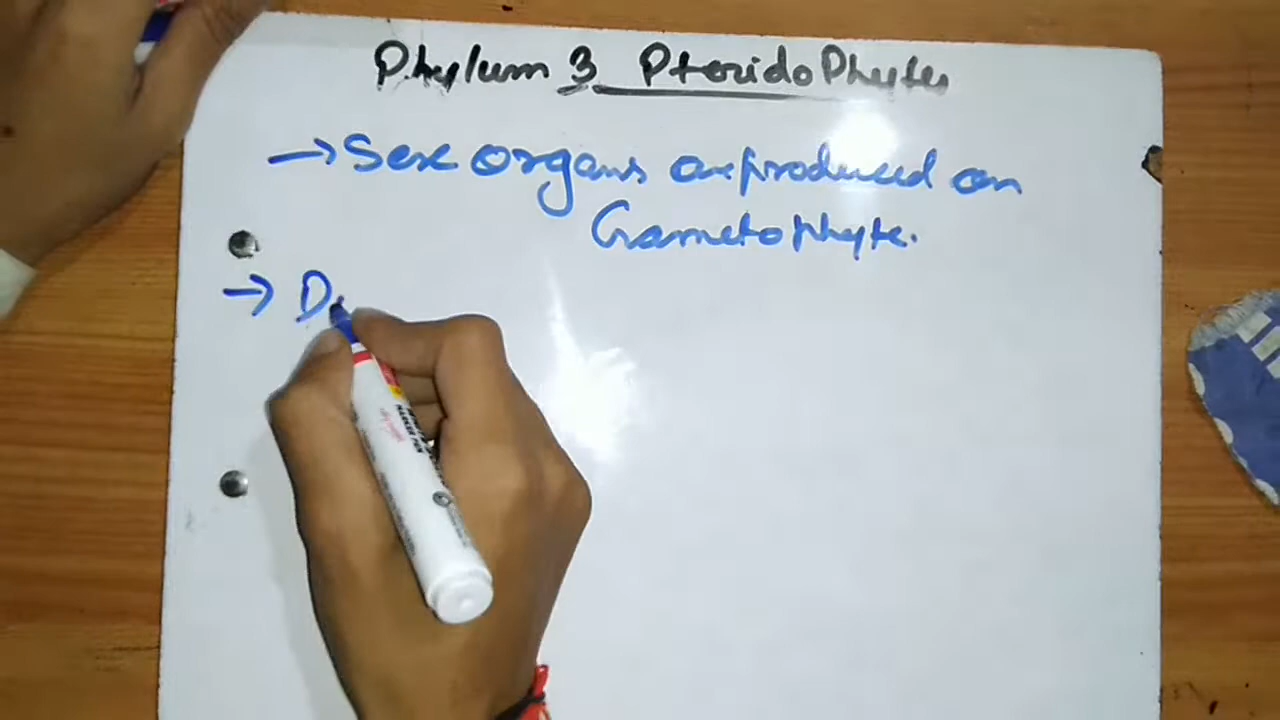 Phylum 3 Pteridophytes
→ Sex organs are produced on
Gametophyte.
→ D